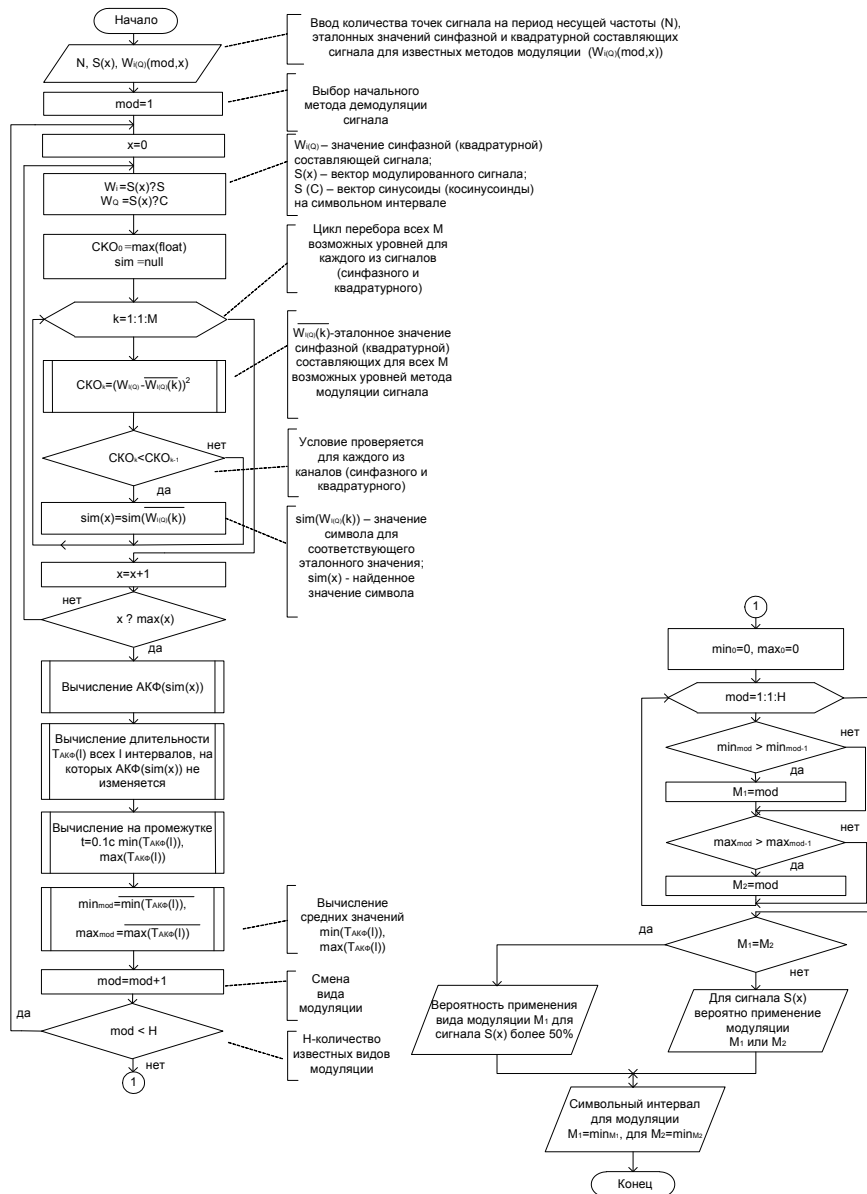 Начало
Ввод количества точек сигнала на период несущей частоты (N),
эталонных значений синфазной и квадратурной составляющих
сигнала для известных методов модуляции (WI(Q)(mod,x))
N, S(x), WI(Q)(mod,x)
mod=1
Выбор начального
метода демодуляции
сигнала
x=0
WI(Q) – значение синфазной (квадратурной)
составляющей сигнала;
S(x) – вектор модулированного сигнала;
S (C) – вектор синусоиды (косинусоинды)
на символьном интервале
WI =S(x)?S
WQ =S(x)?C
СКО0 =max(float)
sim =null
Цикл перебора всех М
возможных уровней для
каждого из сигналов
(синфазного и
квадратурного)
k=1:1:M
WI(Q)(k)-эталонное значение
синфазной (квадратурной)
составляющих для всех М
возможных уровней метода
модуляции сигнала
СКОk=(WI(Q)-WI(Q)(k))²
нет
СКОk<СКОk-1
да
Условие проверяется
для каждого из
каналов (синфазного и
квадратурного)
sim(x)=sim(WI(Q)(k))
sim(WI(Q)(k)) – значение
символа для
соответствующего
эталонного значения;
sim(x) - найденное
значение символа
x=x+1
нет
x ? max(x)
да
Вычисление АКФ(sim(x))
Вычисление длительности
TАКФ(I) всех I интервалов, на
которых АКФ(sim(x)) не
изменяется
Вычисление на промежутке
t=0.1c min(TАКФ(I)),
max(TАКФ(I))
minmod=min(TАКФ(I)),
maxmod=max(TАКФ(I))
Вычисление
средних значений
min(TАКФ(I)),
max(TАКФ(I))
mod=mod+1
Смена
вида
модуляции
да
mod < H
нет
Н-количество
известных видов
модуляции
1
1
min0=0, max0=0
mod=1:1:H
нет
minmod > minmod-1
да
M1=mod
нет
maxmod > maxmod-1
да
M2=mod
да
M1=M2
нет
Вероятность применения
вида модуляции M1 для
сигнала S(x) более 50%
Для сигнала S(x)
вероятно применение
модуляции
M1 или M2
Символьный интервал
для модуляции
M1=minM1, для M2=minM2
Конец